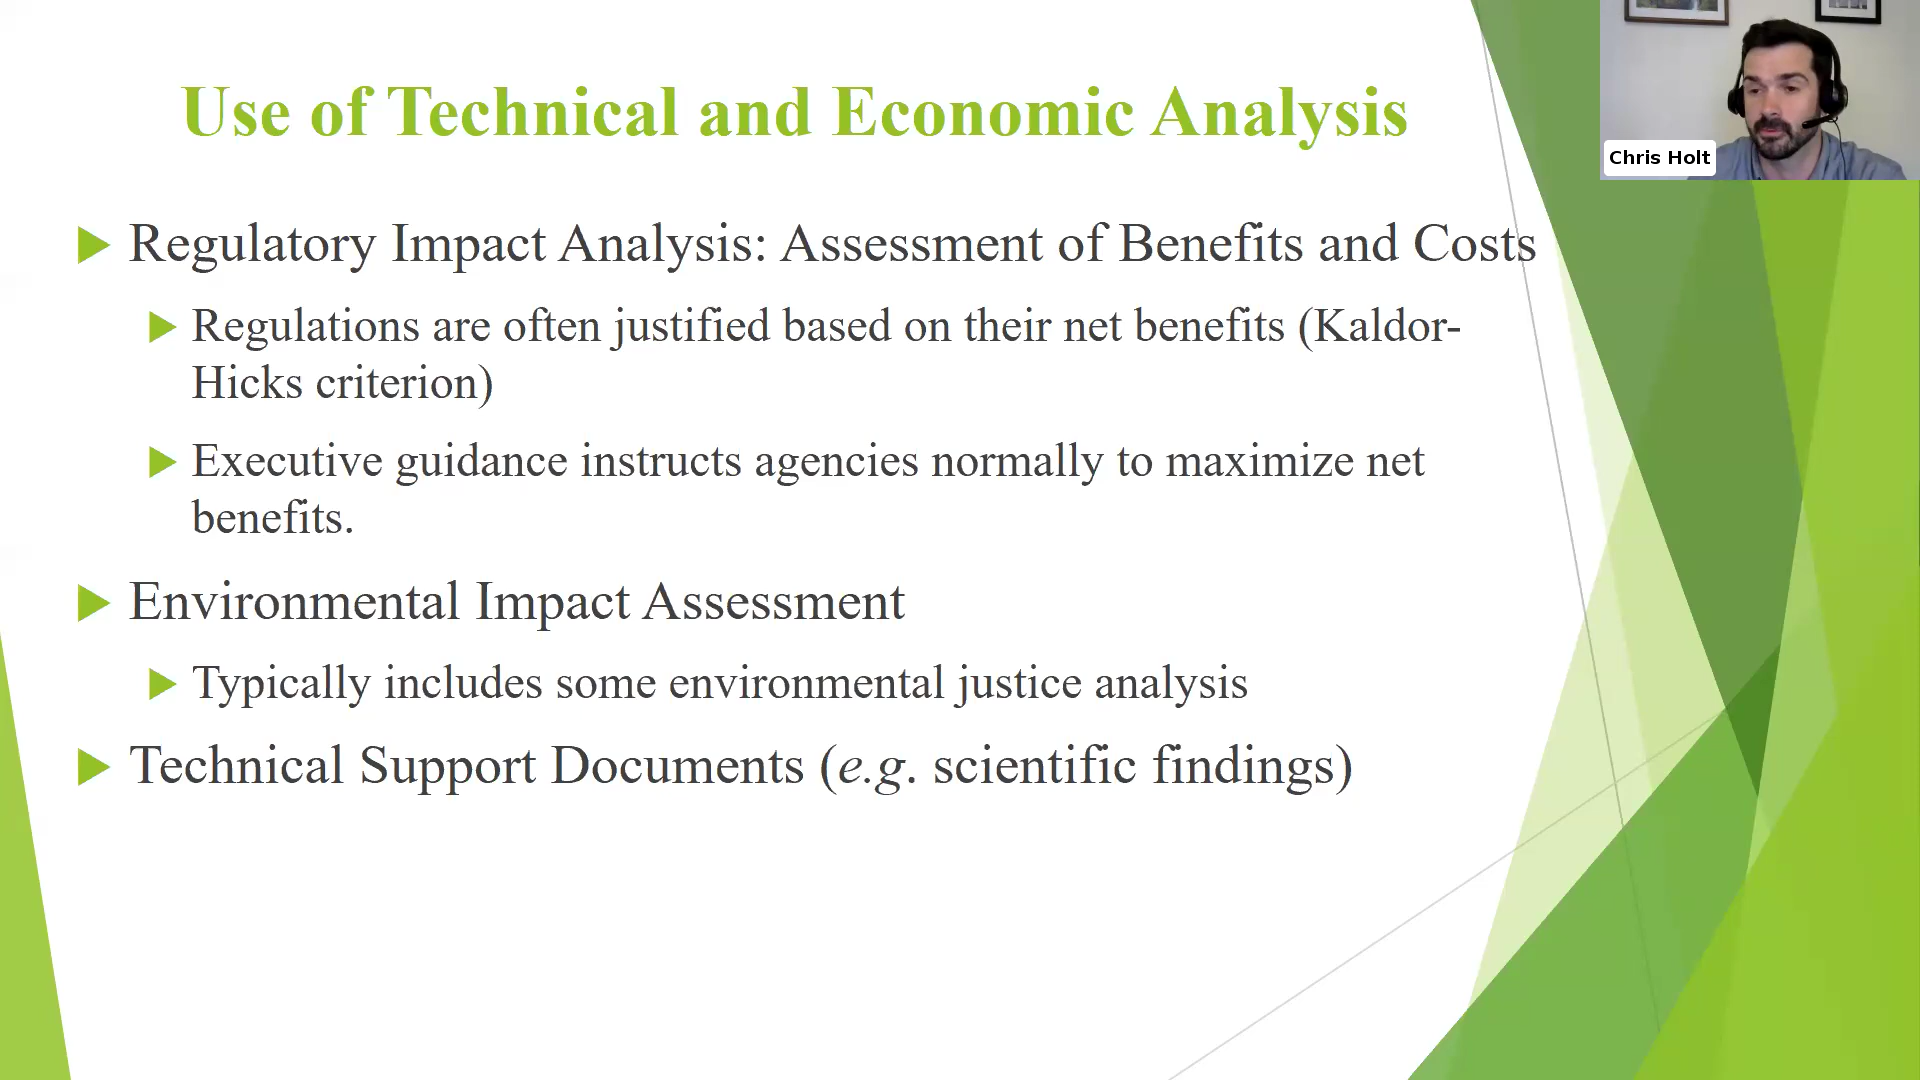 Use of Technical and Economic Analysis
Chris Holt
Regulatory Impact Analysis: Assessment of Benefits and Costs
Regulations are often justified based on their net benefits (Kaldor-
Hicks criterion)
Executive guidance instructs agencies normally to maximize net
benefits.
Environmental Impact Assessment
Typically includes some environmental justice analysis
Technical Support Documents (e.g. scientific findings)